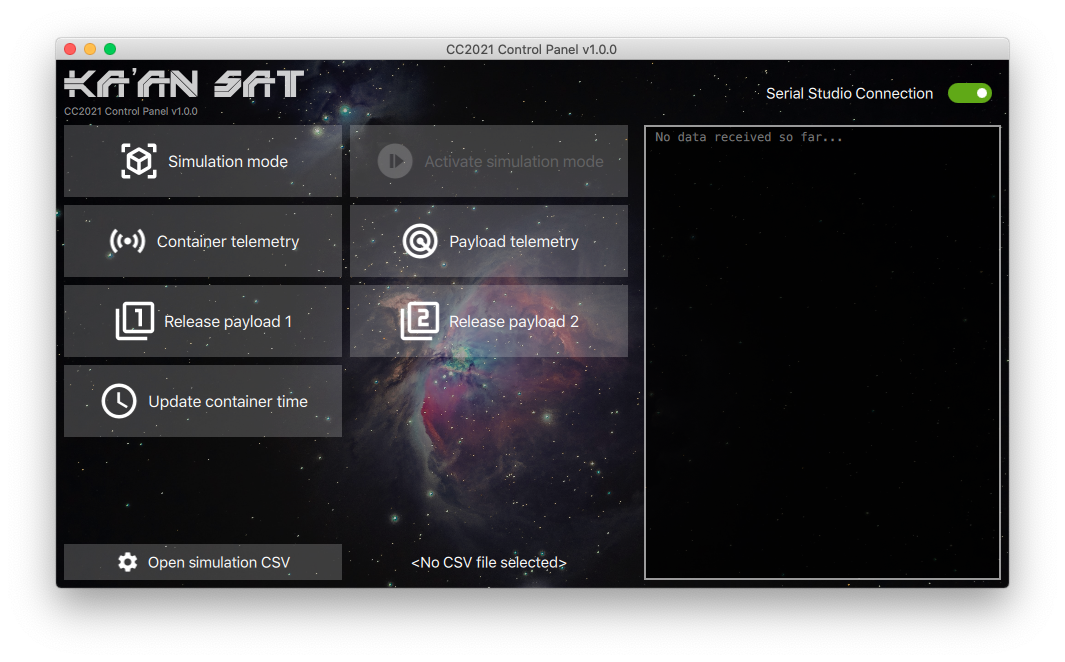 CC2021 Control Panel v1.0.0
KA'AN SAT
CC2021 Control Panel v1.0.0
Serial Studio Connection
Simulation mode
Activate simulation mode
No data received so far...
Container telemetry
Payload telemetry
1
Release payload 1
2
Release payload 2
Update container time
Open simulation CSV
<No CSV file selected>